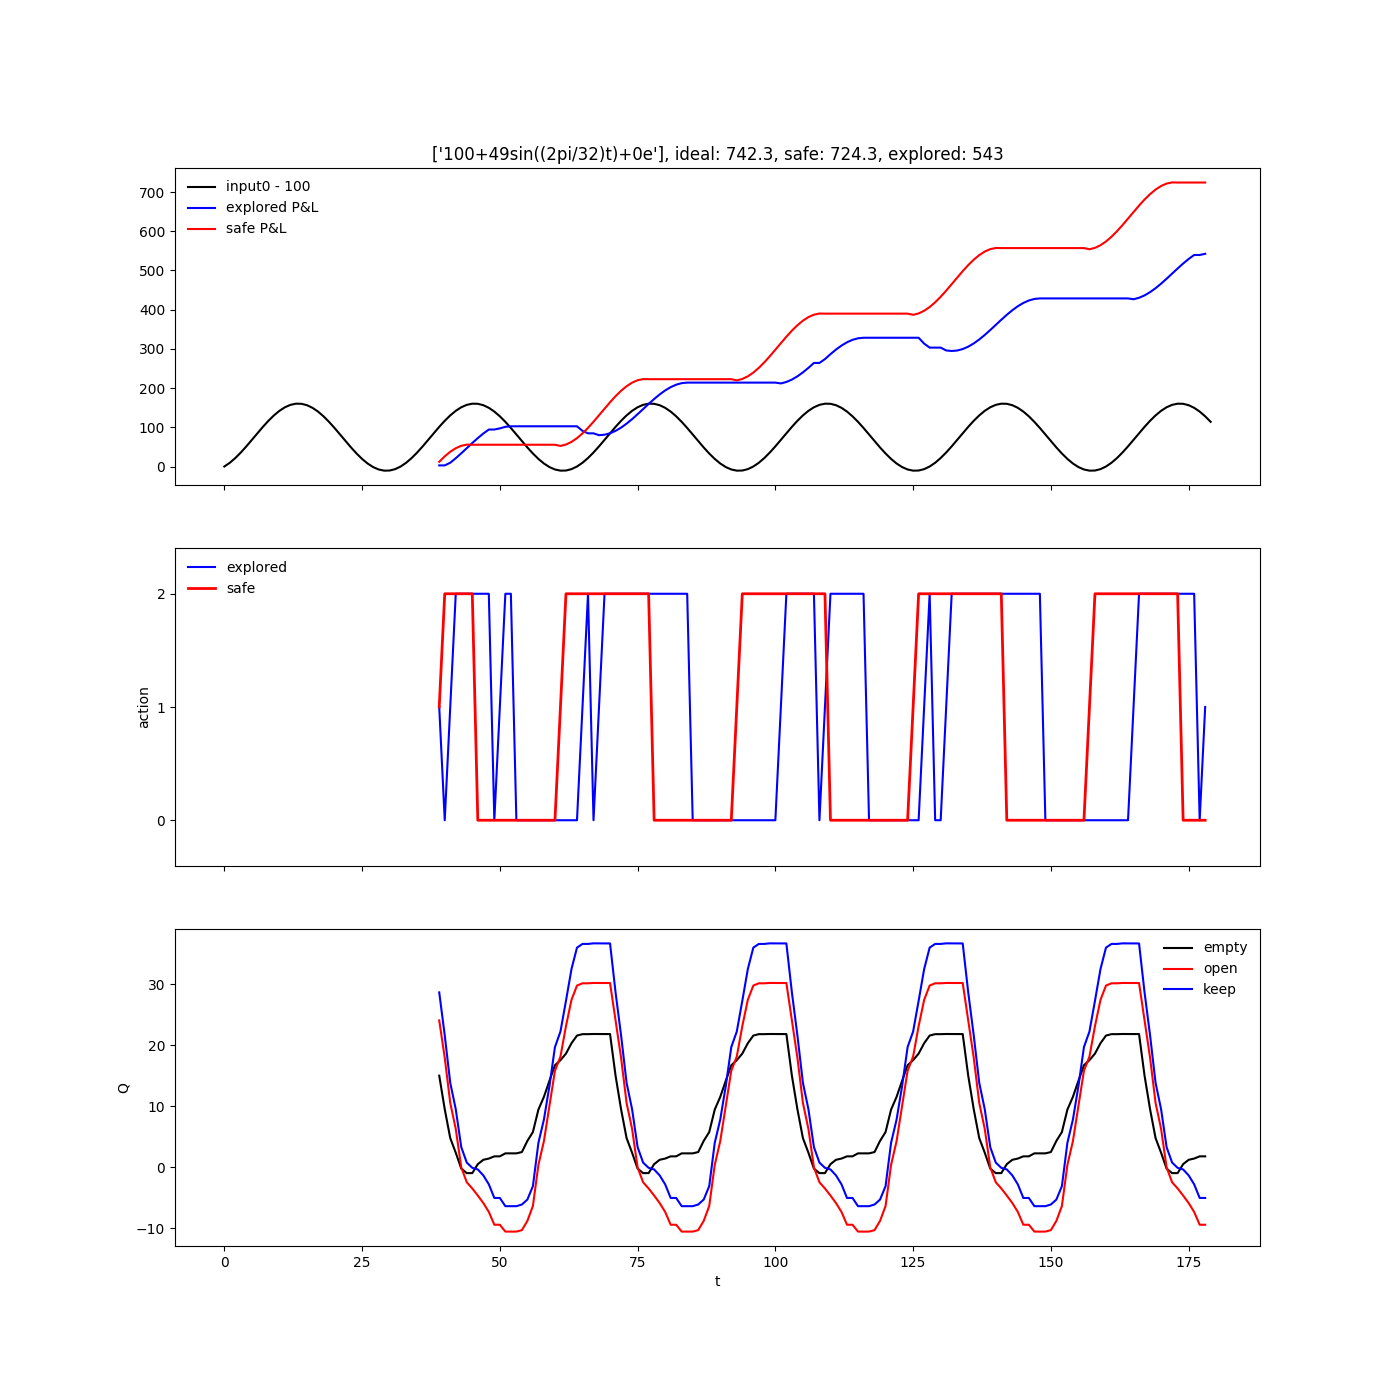 ['100+49sin((2pi/32)t)+0e'], ideal: 742.3, safe: 724.3, explored: 543
input0 - 100
explored P&L
safe P&L
700
600
500
400
300
200
100
0
explored
safe
2
1
0
action
empty
open
keep
30
20
10
0
−10
Q
0 25 50 75 100 125 150 175
t